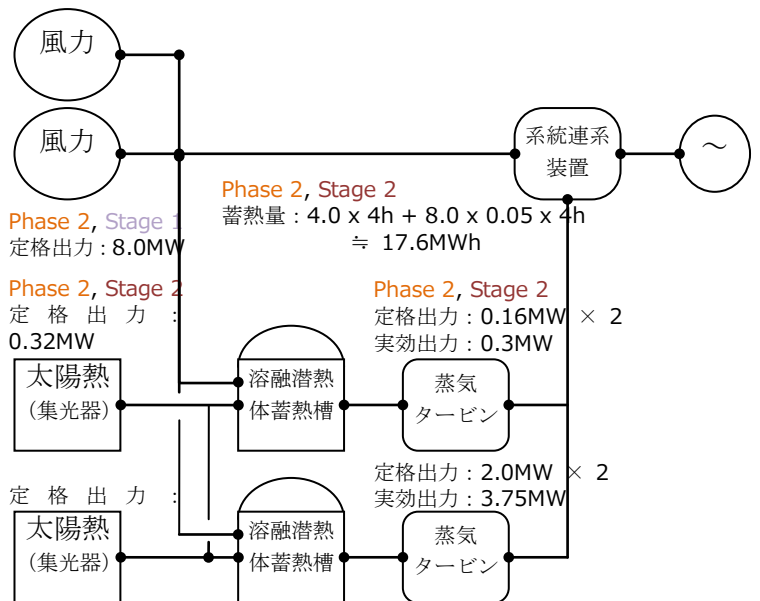 風力
風力
系統連系
装置
～
Phase 2, Stage 2
蓄熱量：4.0 x 4h + 8.0 x 0.05 x 4h
≒ 17.6MWh
Phase 2, Stage 1
定格出力：8.0MW
Phase 2, Stage 2
定格出力：
0.32MW
Phase 2, Stage 2
定格出力：0.16MW × 2
実効出力：0.3MW
太陽熱
（集光器）
溶融潜熱
体蓄熱槽
蒸気
タービン
定格出力：2.0MW × 2
実効出力：3.75MW
定格出力：
太陽熱
（集光器）
溶融潜熱
体蓄熱槽
蒸気
タービン